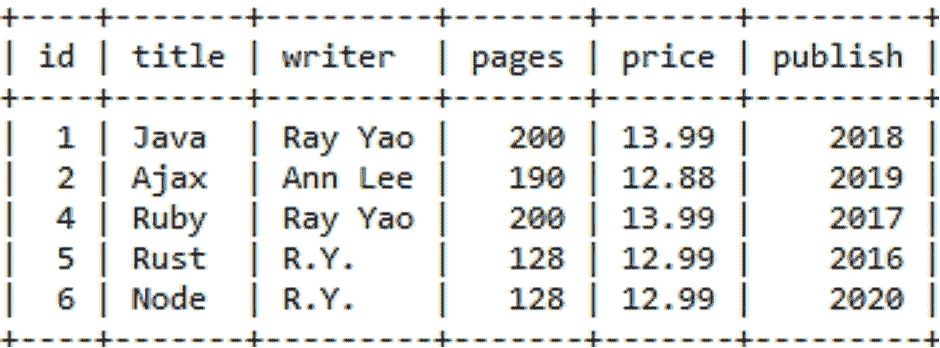 +----+-------+---------+-------+-------+---------+
| id | title | writer  | pages | price | publish |
+----+-------+---------+-------+-------+---------+
|  1 | Java  | Ray Yao |   200 | 13.99 |    2018 |
|  2 | Ajax  | Ann Lee |   190 | 12.88 |    2019 |
|  4 | Ruby  | Ray Yao |   200 | 13.99 |    2017 |
|  5 | Rust  | R.Y.    |   128 | 12.99 |    2016 |
|  6 | Node  | R.Y.    |   128 | 12.99 |    2020 |
+----+-------+---------+-------+-------+---------+